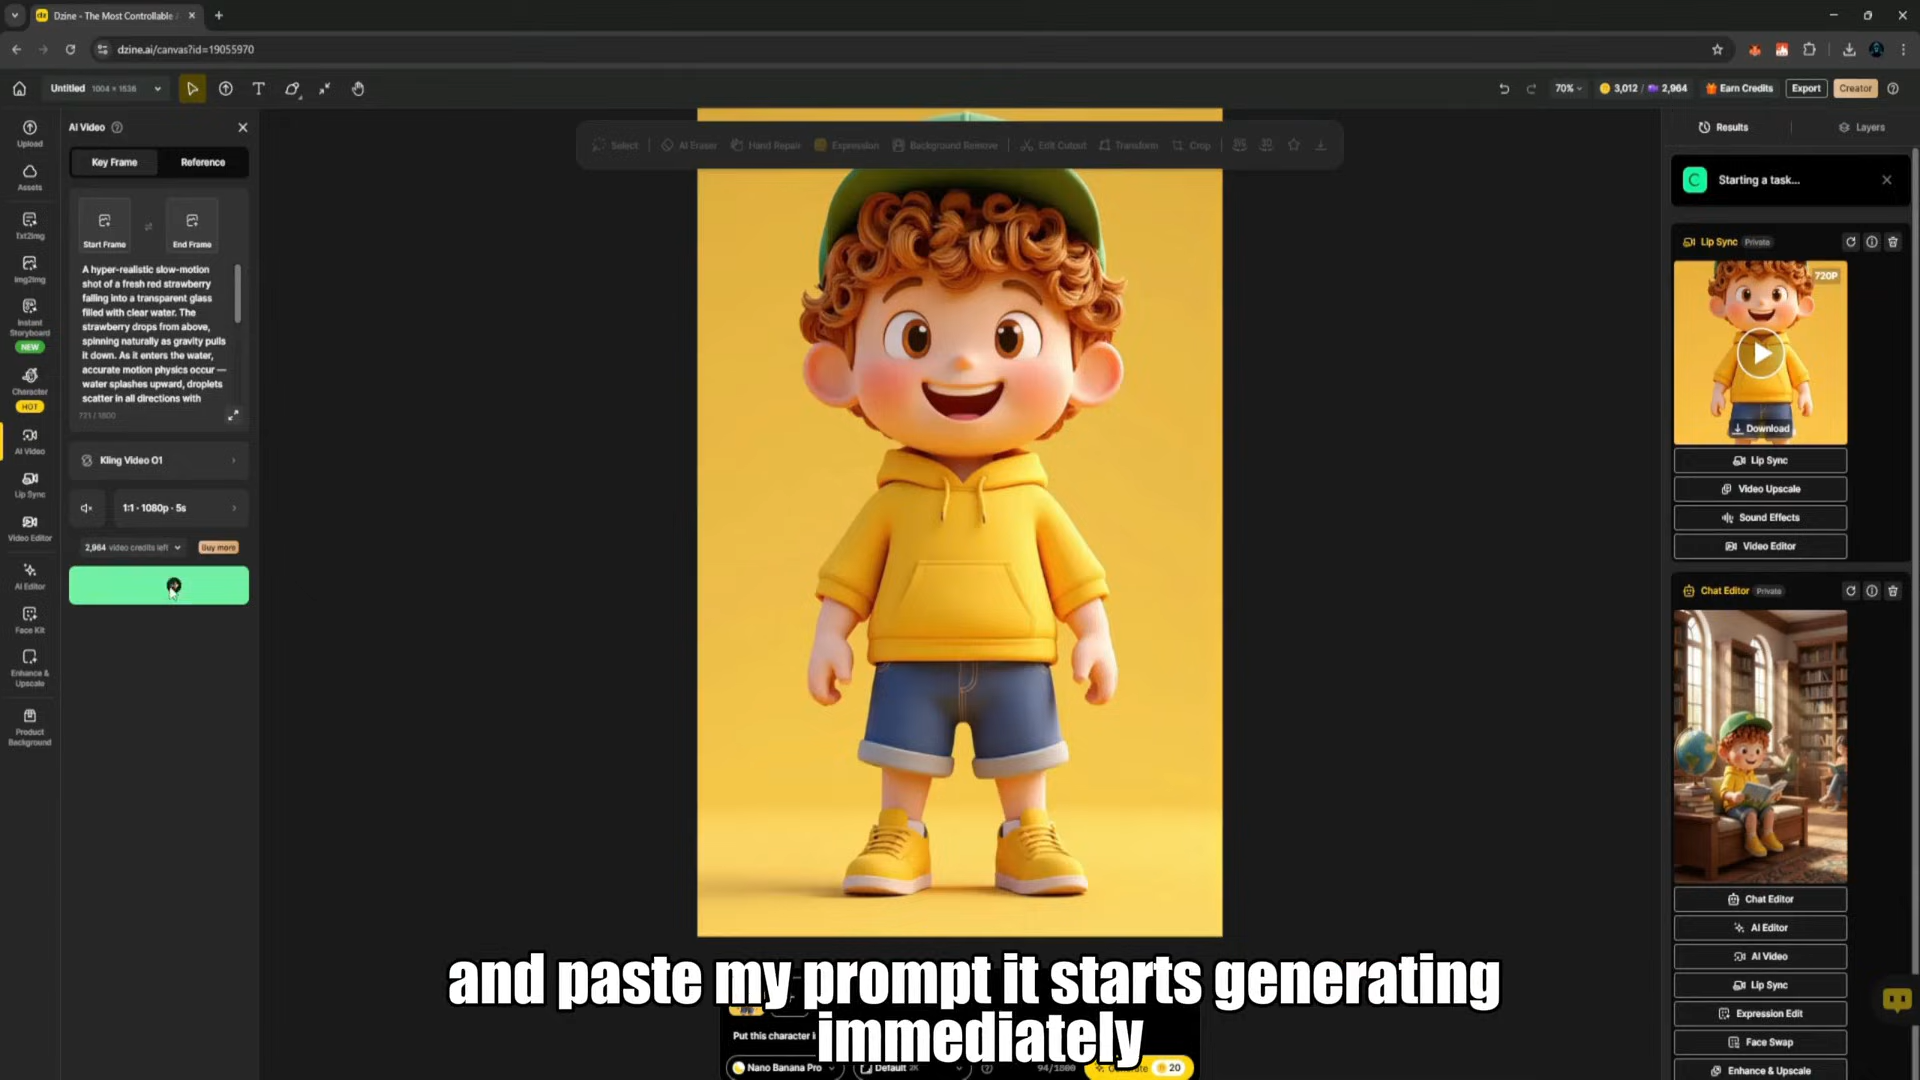 Dzine - The Most Controllable
dzine.ai/canvas?id=19055970
Untitled 1004 × 1536
70%
3,012 / 2,964
Earn Credits
Export
Creator
Upload
Assets
Txt2Img
Img2Img
Instant
Storyboard
NEW
Character
HOT
AI Video
Lip Sync
Video Editor
AI Editor
Face Kit
Enhance &
Upscale
Product
Background
AI Video
Key Frame
Reference
Start Frame
End Frame
A hyper-realistic slow-motion
shot of a fresh red strawberry
falling into a transparent glass
filled with clear water. The
strawberry drops from above,
spinning naturally as gravity pulls
it down. As it enters the water,
accurate motion physics occur —
water splashes upward, droplets
scatter in all directions with
771 / 1800
Kling Video O1
1:1 · 1080p · 5s
2,964 video credits left
Buy more
Select
AI Eraser
Hand Repair
Expression
Background Remove
Edit Cutout
Transform
Crop
Results
Layers
Starting a task...
Lip Sync Private
720P
Download
Lip Sync
Video Upscale
Sound Effects
Video Editor
Chat Editor Private
Chat Editor
AI Editor
AI Video
Lip Sync
Expression Edit
Face Swap
Enhance & Upscale
and paste my prompt it starts generating
immediately
Put this character
Nano Banana Pro
Default 2K
94/1800
20